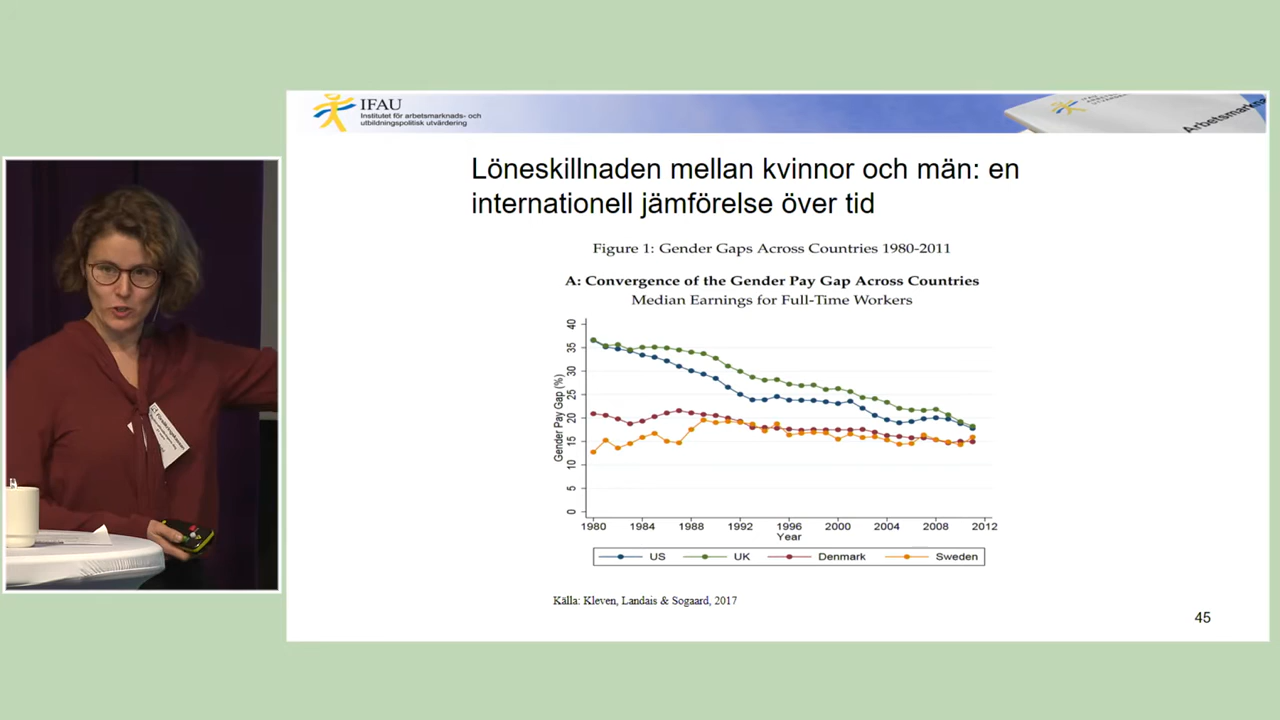 IFAU
Institutet för arbetsmarknads- och
utbildningspolitisk utvärdering
Löneskillnaden mellan kvinnor och män: en
internationell jämförelse över tid
Figure 1: Gender Gaps Across Countries 1980-2011
A: Convergence of the Gender Pay Gap Across Countries
Median Earnings for Full-Time Workers
Gender Pay Gap (%)
40
35
30
25
20
15
10
5
0
1980 1984 1988 1992 1996 2000 2004 2008 2012
Year
US UK Denmark Sweden
Källa: Kleven, Landais & Sogaard, 2017
45